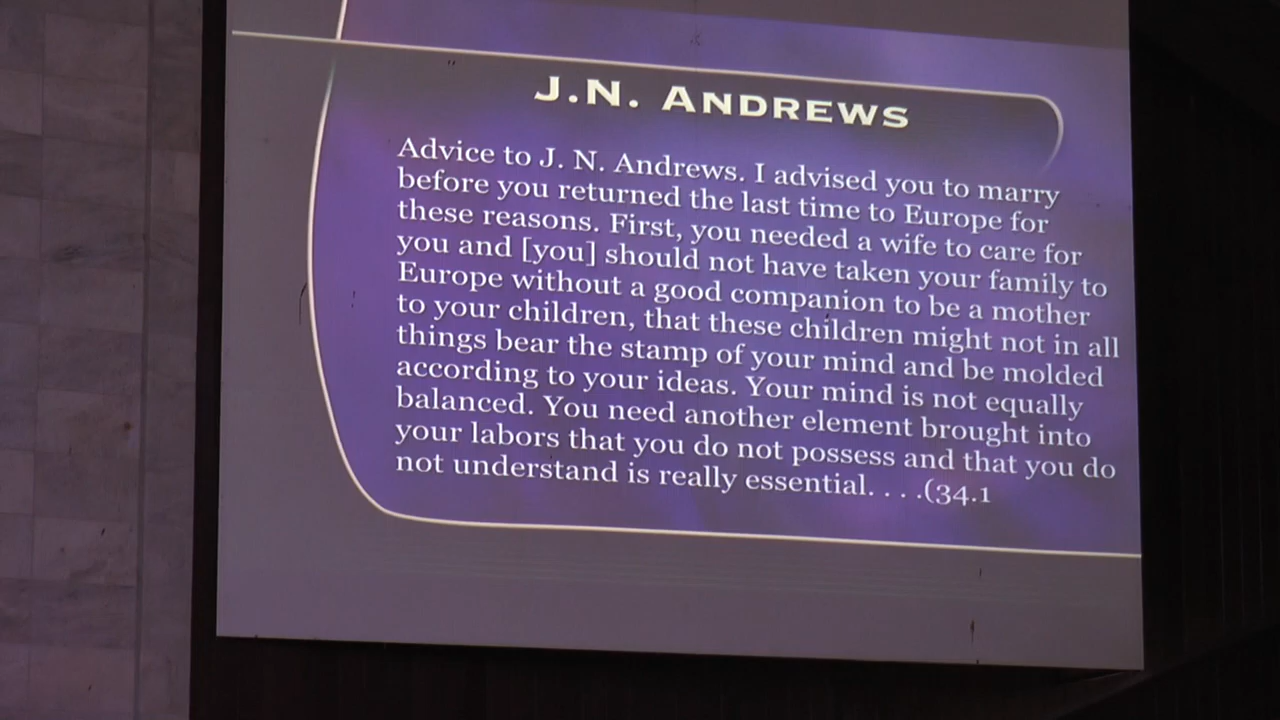 J.N. ANDREWS
Advice to J. N. Andrews. I advised you to marry
before you returned the last time to Europe for
these reasons. First, you needed a wife to care for
you and [you] should not have taken your family to
Europe without a good companion to be a mother
to your children, that these children might not in all
things bear the stamp of your mind and be molded
according to your ideas. Your mind is not equally
balanced. You need another element brought into
your labors that you do not possess and that you do
not understand is really essential. . . .(34.1